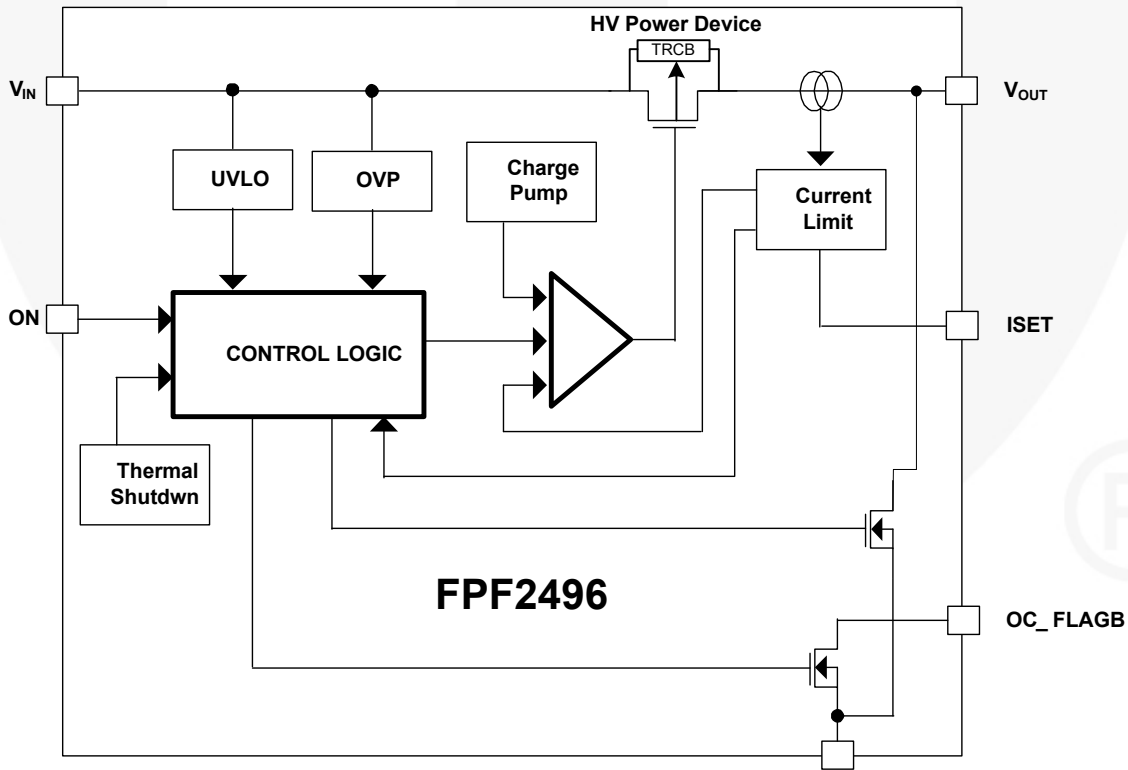 HV Power Device
TRCB
VIN
VOUT
UVLO
OVP
Charge
Pump
Current
Limit
ON
CONTROL LOGIC
ISET
Thermal
Shutdwn
FPF2496
OC_ FLAGB